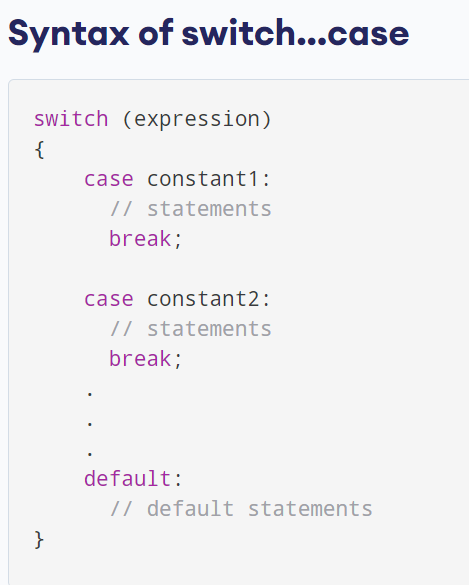 Syntax of switch...case
switch (expression)
{
    case constant1:
      // statements
      break;

    case constant2:
      // statements
      break;
    .
    .
    .
    default:
      // default statements
}